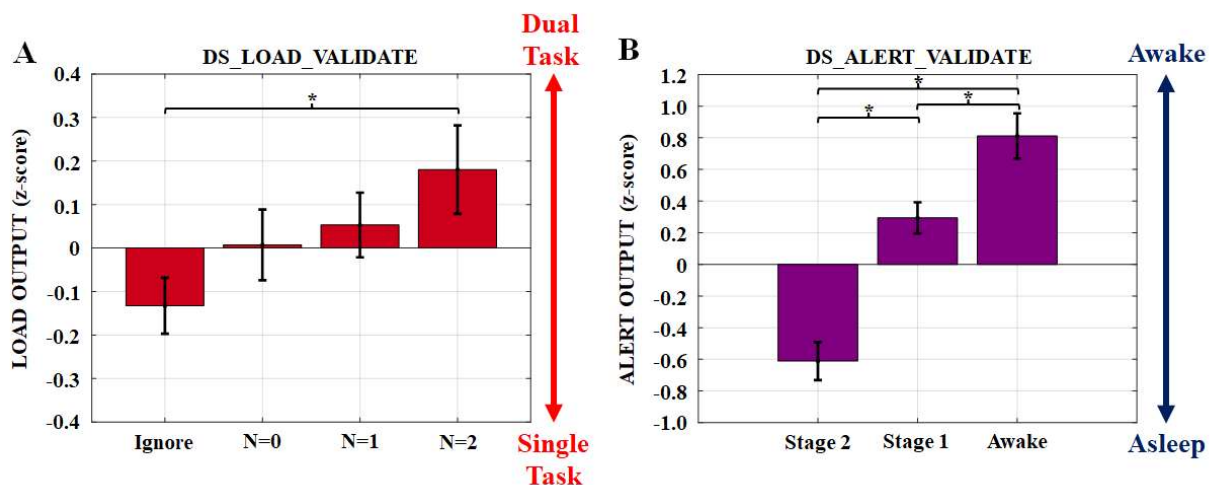 A
DS_LOAD_VALIDATE
Dual
Task
LOAD OUTPUT (z-score)
0.4
0.3
0.2
0.1
0
-0.1
-0.2
-0.3
-0.4
*
Ignore N=0 N=1 N=2
Single
Task
B
DS_ALERT_VALIDATE
Awake
ALERT OUTPUT (z-score)
1.2
1.0
0.8
0.6
0.4
0.2
0
-0.2
-0.4
-0.6
-0.8
-1.0
*
* *
Stage 2 Stage 1 Awake
Asleep